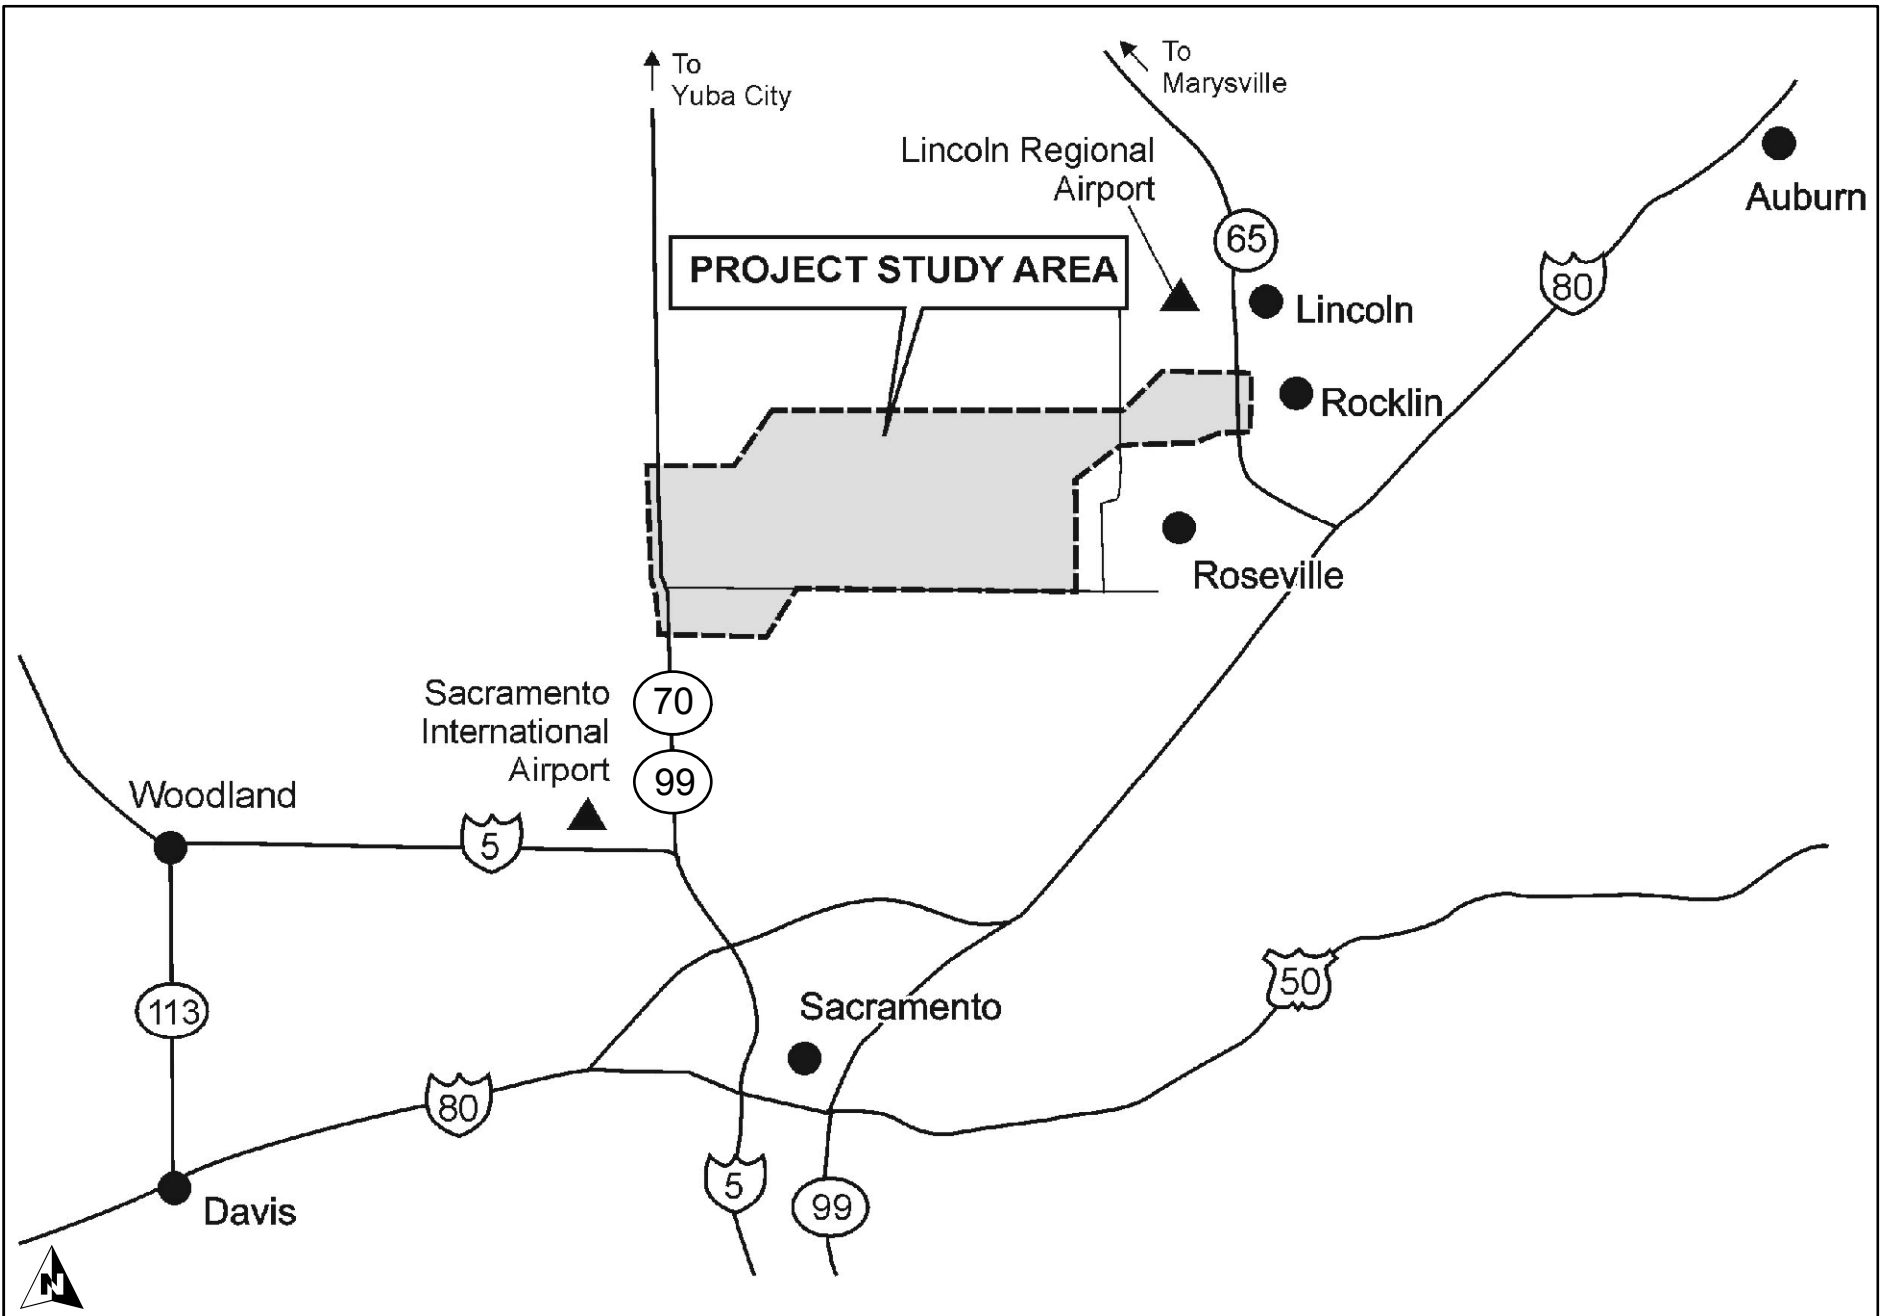 To
Yuba City
To
Marysville
Lincoln Regional
Airport
Auburn
65
80
PROJECT STUDY AREA
Lincoln
Rocklin
Roseville
Sacramento
International
Airport
70
99
Woodland
5
50
113
Sacramento
80
5
99
Davis
N